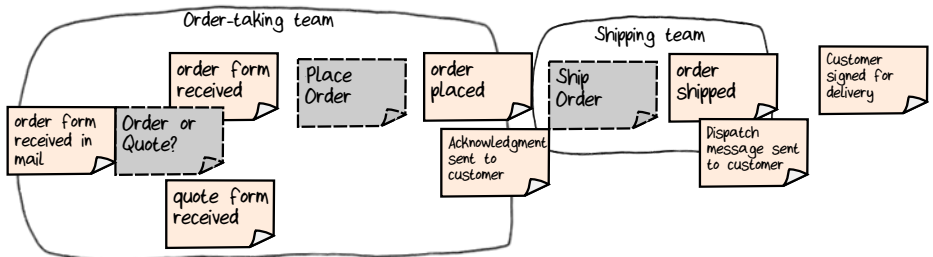 Order-taking team
Shipping team
order form
received
Place
Order
order
placed
Ship
Order
order
shipped
Customer
signed for
delivery
order form
received in
mail
Order or
Quote?
Acknowledgment
sent to
customer
Dispatch
message sent
to customer
quote form
received